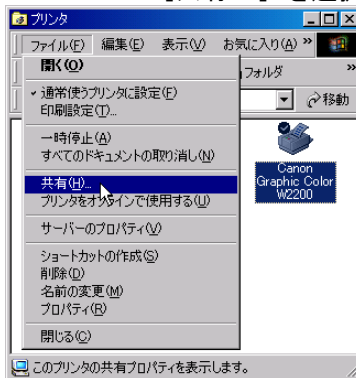 プリンタ
ファイル(F) 編集(E) 表示(V) お気に入り(A) »
開く(O)
フォルダ »
通常使うプリンタに設定(F)
印刷設定(T)...
移動
一時停止(A)
すべてのドキュメントの取り消し(N)
共有(H)...
プリンタをオフラインで使用する(U)
Canon
Graphic Color
W2200
サーバーのプロパティ(V)
ショートカットの作成(S)
削除(D)
名前の変更(M)
プロパティ(R)
閉じる(C)
このプリンタの共有プロパティを表示します。